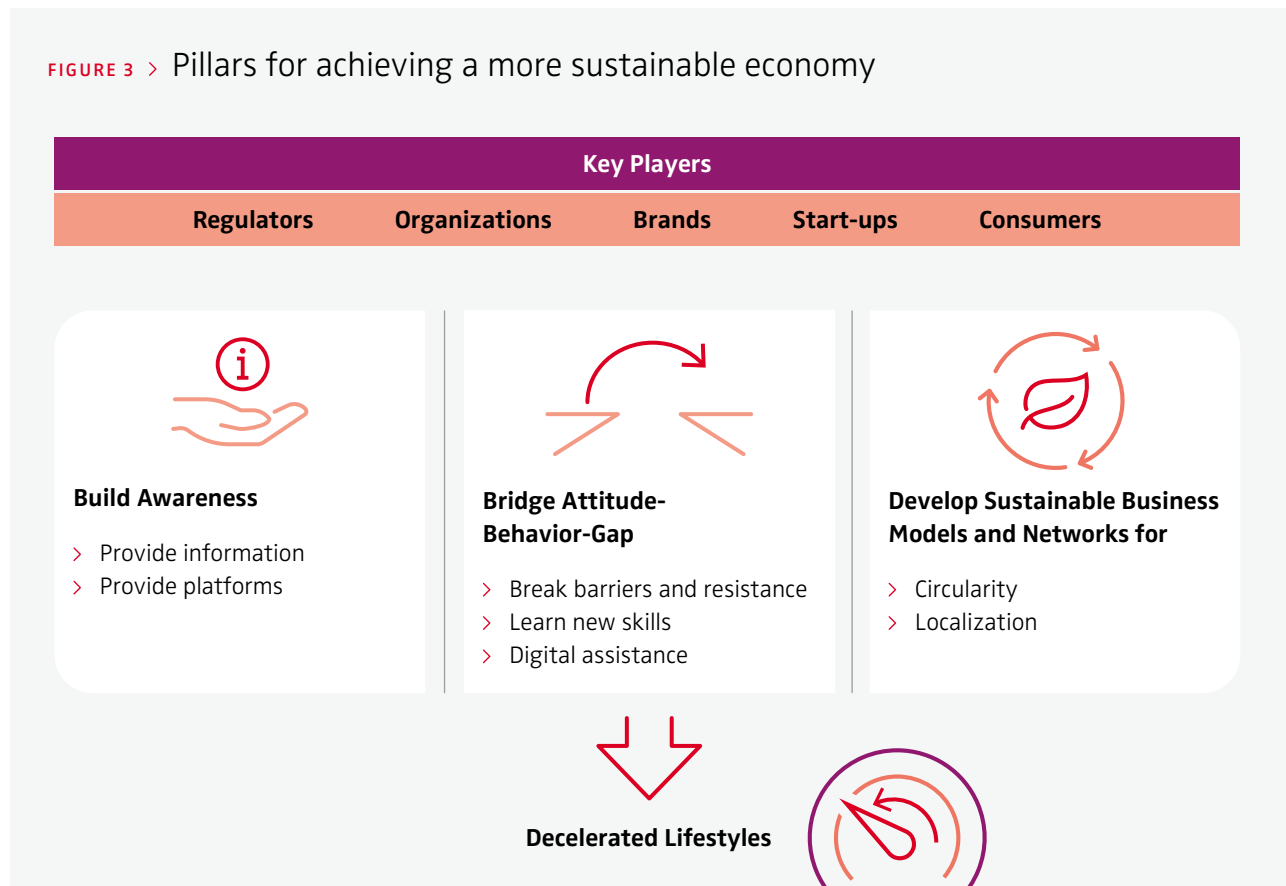 FIGURE 3 > Pillars for achieving a more sustainable economy
Key Players
Regulators Organizations Brands Start-ups Consumers
Build Awareness
> Provide information
> Provide platforms
Bridge Attitude-
Behavior-Gap
> Break barriers and resistance
> Learn new skills
> Digital assistance
Develop Sustainable Business
Models and Networks for
> Circularity
> Localization
Decelerated Lifestyles